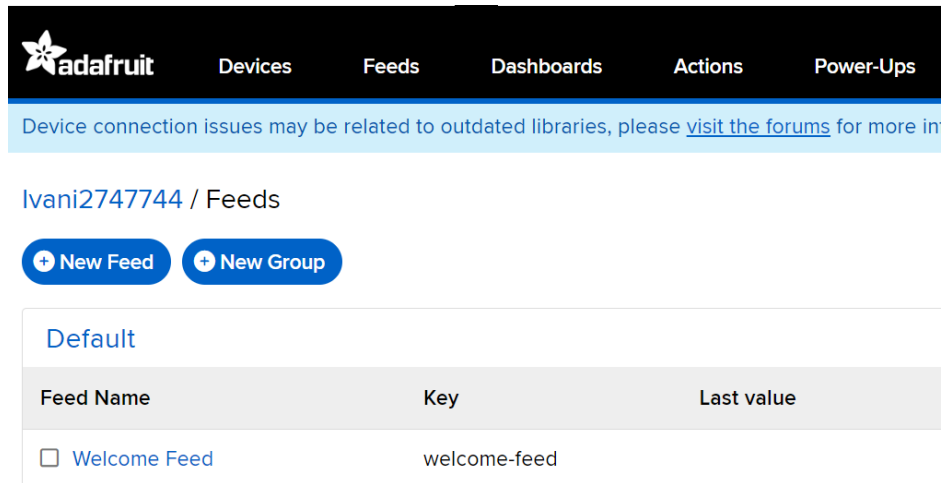 adafruit Devices Feeds Dashboards Actions Power-Ups
Device connection issues may be related to outdated libraries, please visit the forums for more
Ivani2747744 / Feeds
New Feed New Group
Default
Feed Name Key Last value
Welcome Feed welcome-feed